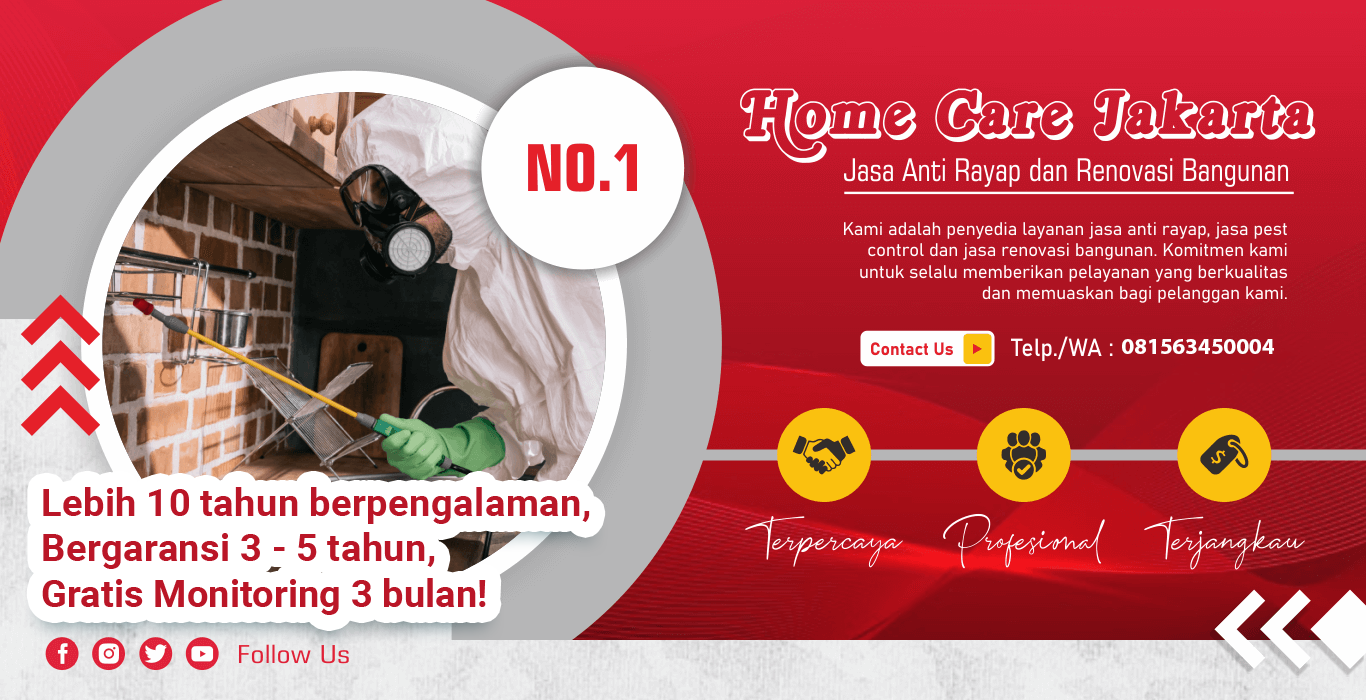 NO.1
Home Care Jakarta
Jasa Anti Rayap dan Renovasi Bangunan
Kami adalah penyedia layanan jasa anti rayap, jasa pest
control dan jasa renovasi bangunan. Komitmen kami
untuk selalu memberikan pelayanan yang berkualitas
dan memuaskan bagi pelanggan kami.
Contact Us
Telp./WA : 081563450004
Terpercaya
Profesional
Terjangkau
Lebih 10 tahun berpengalaman,
Bergaransi 3 - 5 tahun,
Gratis Monitoring 3 bulan!
Follow Us